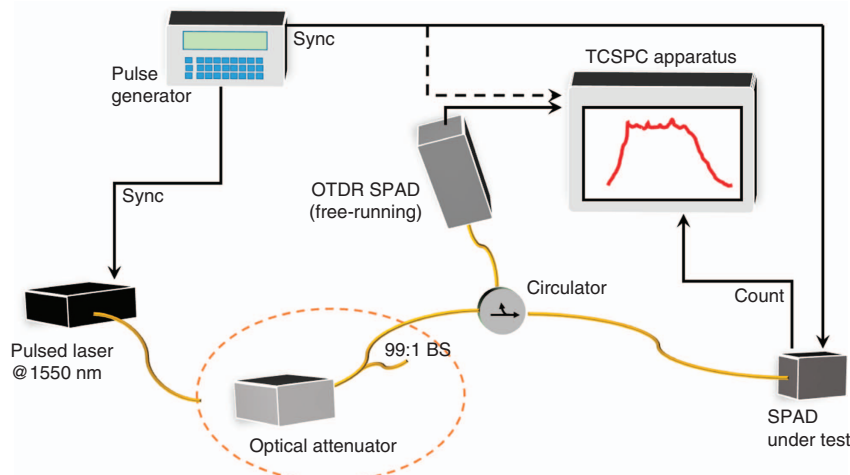 Sync
Pulse
generator
TCSPC apparatus
Sync
OTDR SPAD
(free-running)
Circulator
Count
Pulsed laser
@1550 nm
99:1 BS
Optical attenuator
SPAD
under test